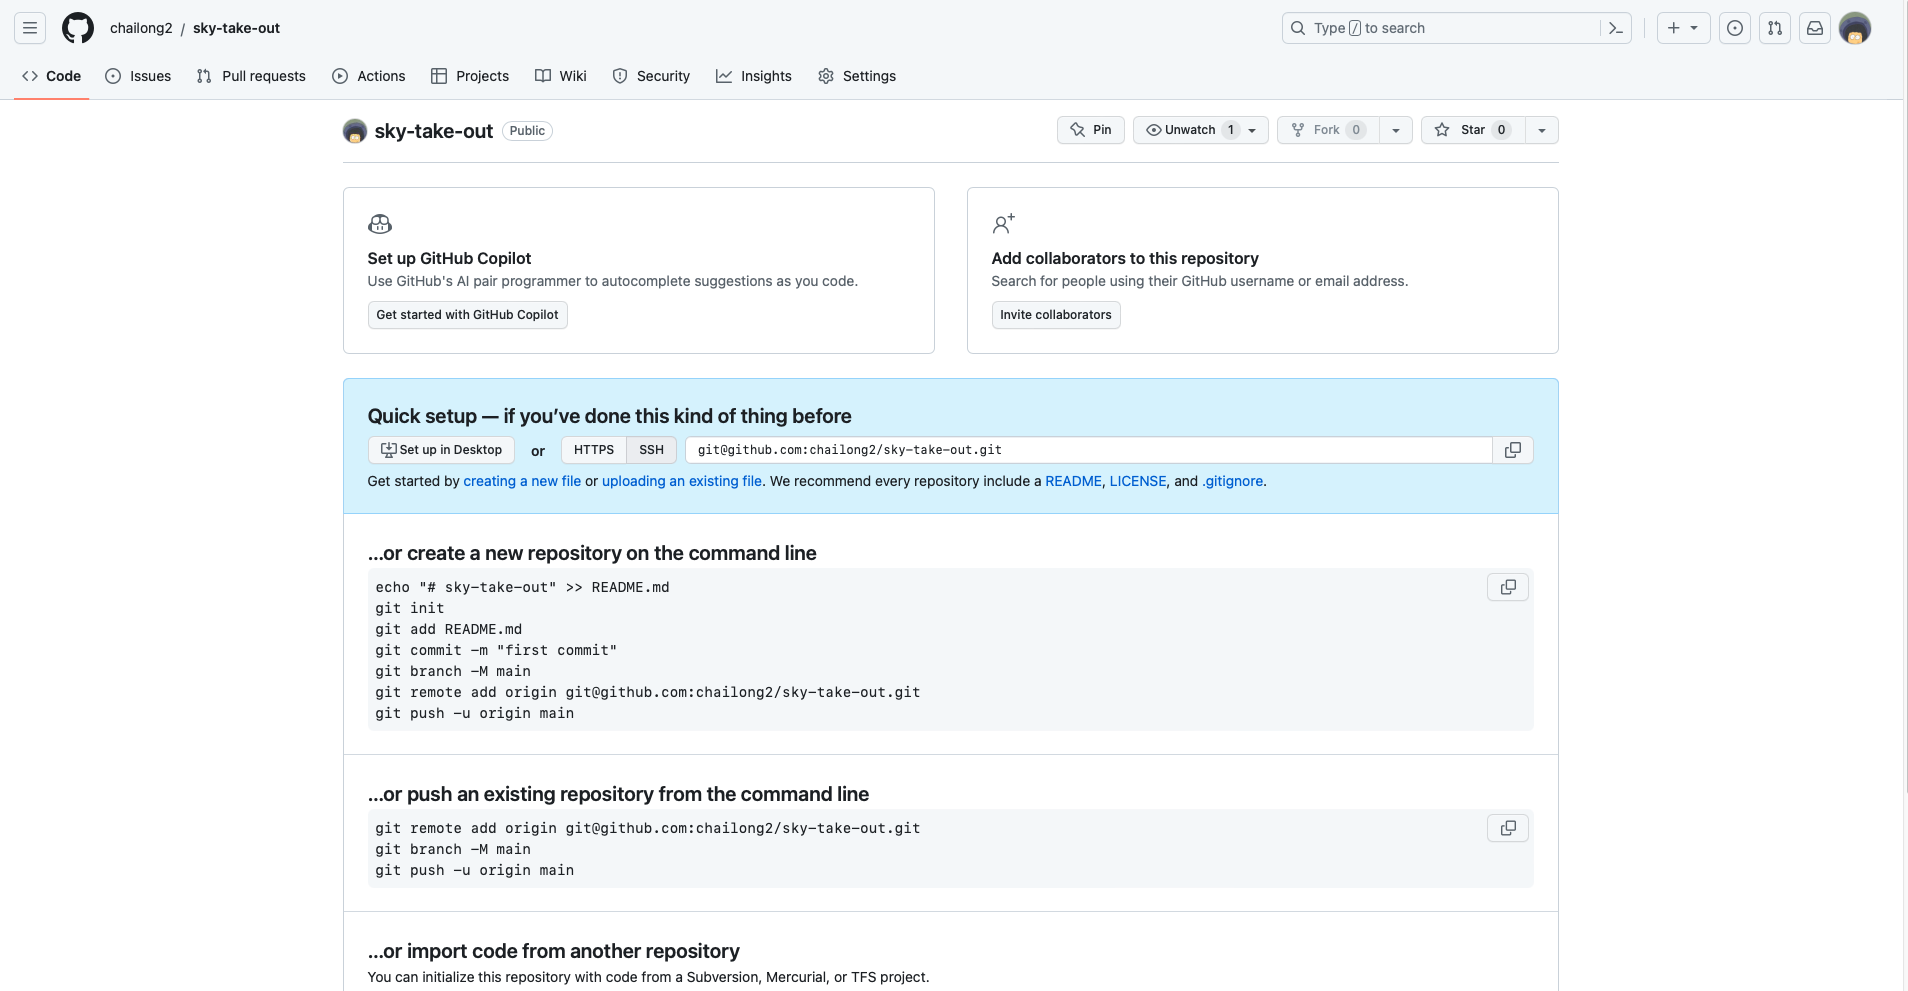 chailong2 / sky-take-out
Type / to search
Code
Issues
Pull requests
Actions
Projects
Wiki
Security
Insights
Settings
sky-take-out Public
Pin
Unwatch 1
Fork 0
Star 0
Set up GitHub Copilot
Use GitHub's AI pair programmer to autocomplete suggestions as you code.
Get started with GitHub Copilot
Add collaborators to this repository
Search for people using their GitHub username or email address.
Invite collaborators
Quick setup — if you’ve done this kind of thing before
Set up in Desktop or HTTPS SSH git@github.com:chailong2/sky-take-out.git
Get started by creating a new file or uploading an existing file. We recommend every repository include a README, LICENSE, and .gitignore.
…or create a new repository on the command line
echo "# sky-take-out" >> README.md
git init
git add README.md
git commit -m "first commit"
git branch -M main
git remote add origin git@github.com:chailong2/sky-take-out.git
git push -u origin main
…or push an existing repository from the command line
git remote add origin git@github.com:chailong2/sky-take-out.git
git branch -M main
git push -u origin main
…or import code from another repository
You can initialize this repository with code from a Subversion, Mercurial, or TFS project.